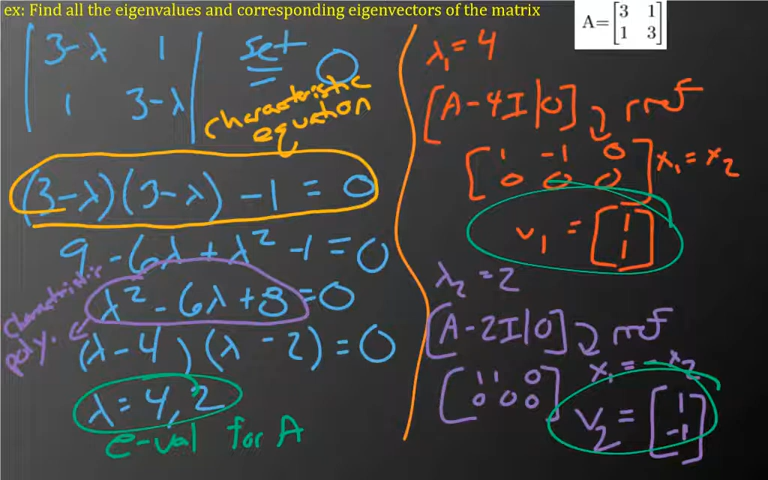 ex: Find all the eigenvalues and corresponding eigenvectors of the matrix
A = [3 1
1 3]
|3-λ 1| set
|1 3-λ| = 0
characteristic
equation
(3-λ)(3-λ) - 1 = 0
9 - 6λ + λ² - 1 = 0
characteristic
poly.
λ² - 6λ + 8 = 0
(λ-4)(λ-2) = 0
λ = 4, 2
e-val for A
λ₁ = 4
[A-4I|0] rref
[1 -1 0
0 0 0] x₁ = x₂
v₁ = [1
1]
λ₂ = 2
[A-2I|0] rref
x₁ = -x₂
[1 1 0
0 0 0]
v₂ = [1
-1]